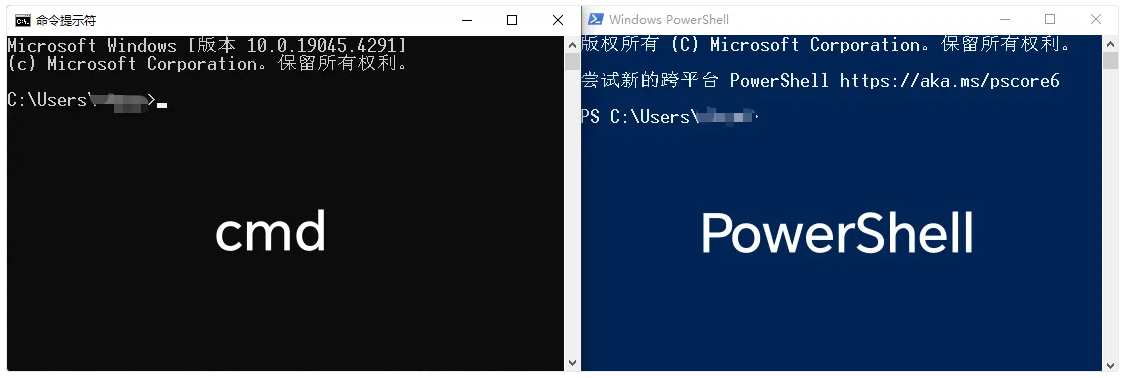 命令提示符
Microsoft Windows [版本 10.0.19045.4291]
(c) Microsoft Corporation。保留所有权利。
C:\Users\
>
cmd
Windows PowerShell
版权所有 (C) Microsoft Corporation。保留所有权利。
尝试新的跨平台 PowerShell https://aka.ms/pscore6
PS C:\Users\
PowerShell